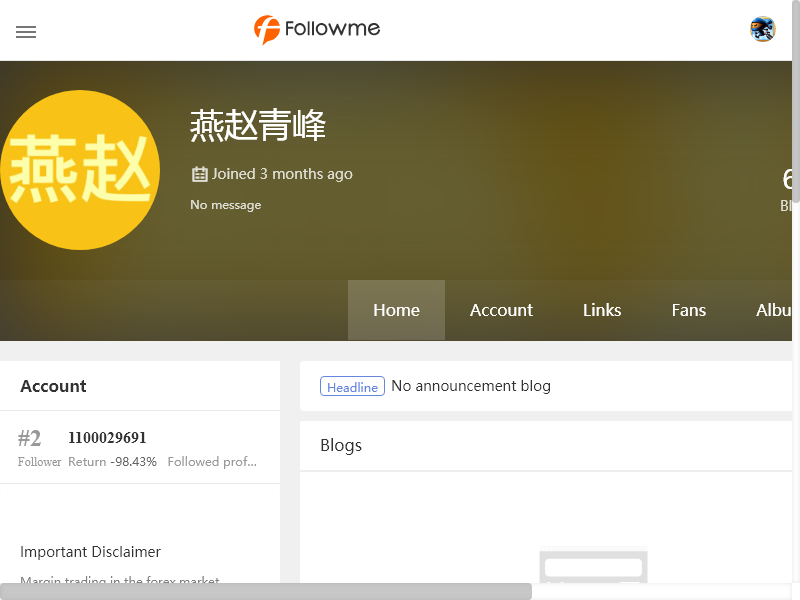 Followme
燕赵
燕赵青峰
Joined 3 months ago
No message
6
Home Account Links Fans Albu
Account
#2 1100029691
Follower Return -98.43% Followed prof...
Important Disclaimer
Margin trading in the forex market
Headline No announcement blog
Blogs